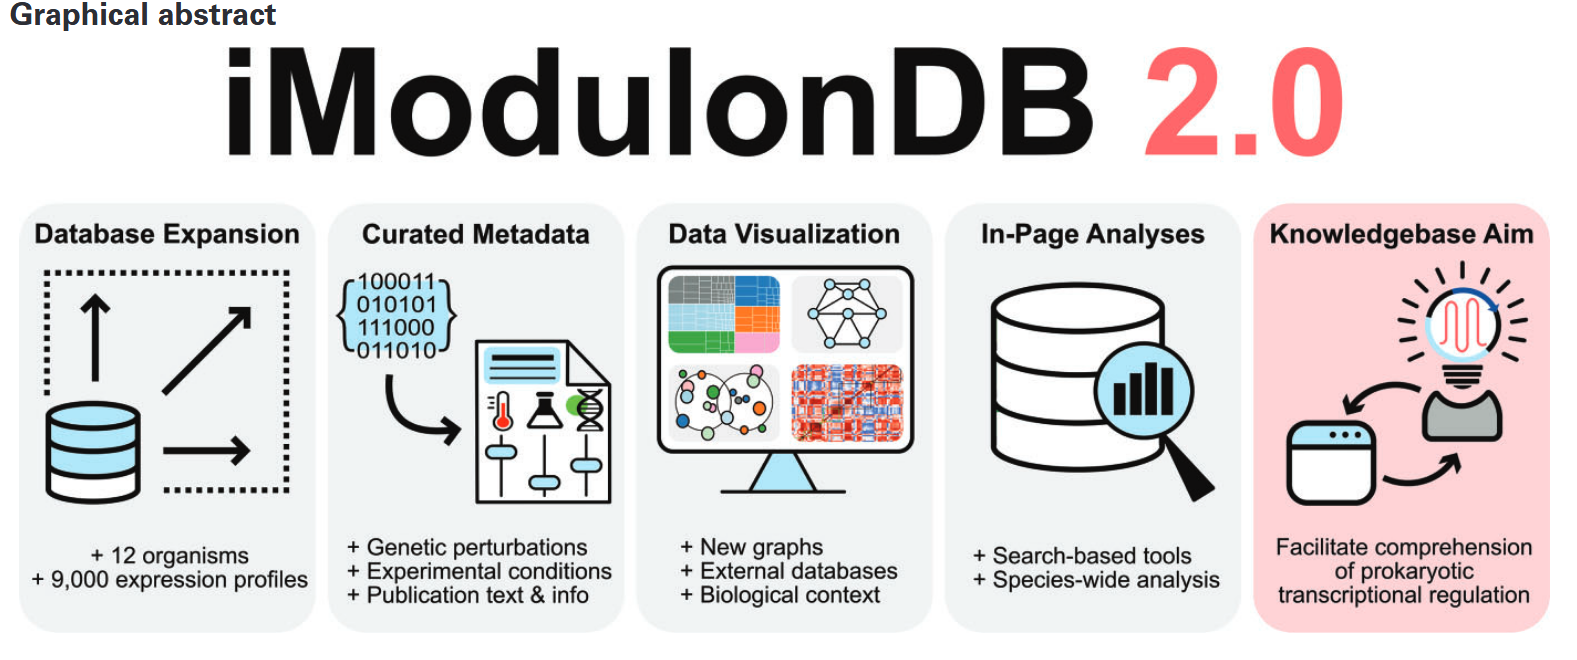 Graphical abstract
iModulonDB 2.0
Database Expansion
+ 12 organisms
+ 9,000 expression profiles
Curated Metadata
100011
010101
111000
011010
+ Genetic perturbations
+ Experimental conditions
+ Publication text & info
Data Visualization
+ New graphs
+ External databases
+ Biological context
In-Page Analyses
+ Search-based tools
+ Species-wide analysis
Knowledgebase Aim
Facilitate comprehension
of prokaryotic
transcriptional regulation